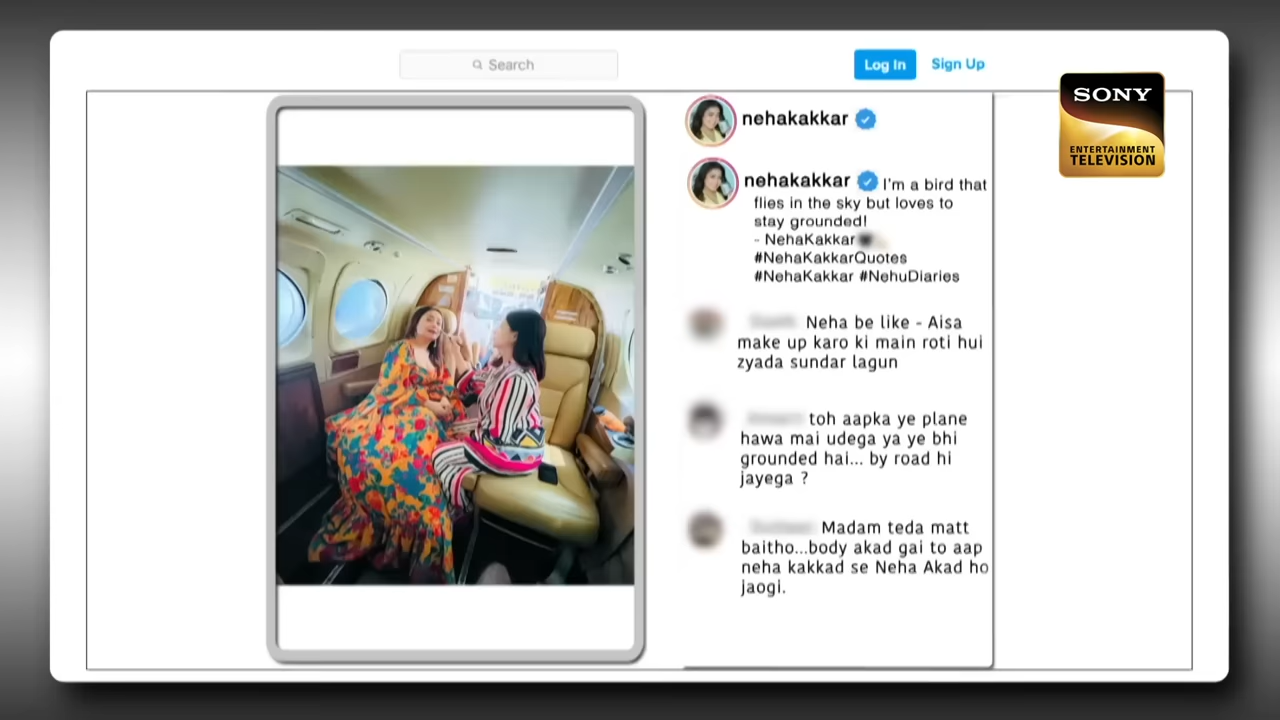 Search
Log In
Sign Up
SONY
ENTERTAINMENT
TELEVISION
nehakakkar
nehakakkar I'm a bird that
flies in the sky but loves to
stay grounded!
- NehaKakkar
#NehaKakkarQuotes
#NehaKakkar #NehuDiaries
Neha be like - Aisa
make up karo ki main roti hui
zyada sundar lagun
toh aapka ye plane
hawa mai udega ya ye bhi
grounded hai... by road hi
jayega ?
Madam teda matt
baitho...body akad gai to aap
neha kakkad se Neha Akad ho
jaogi.